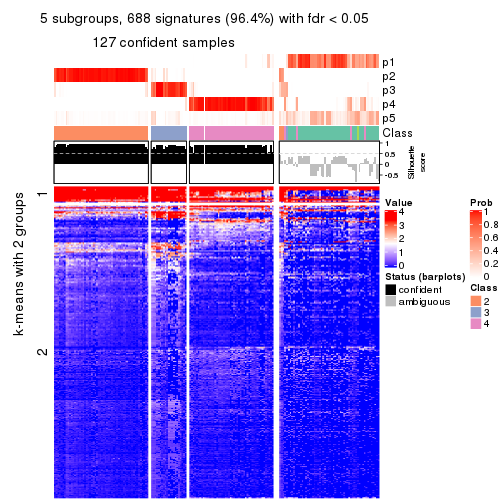 5 subgroups, 688 signatures (96.4%) with fdr < 0.05
127 confident samples
p1
p2
p3
p4
p5
Class
1
0.5
0
-0.5
Silhouette
score
k-means with 2 groups
1
2
Value
4
3
2
1
0
Status (barplots)
confident
ambiguous
Prob
1
0.8
0.6
0.4
0.2
0
Class
2
3
4